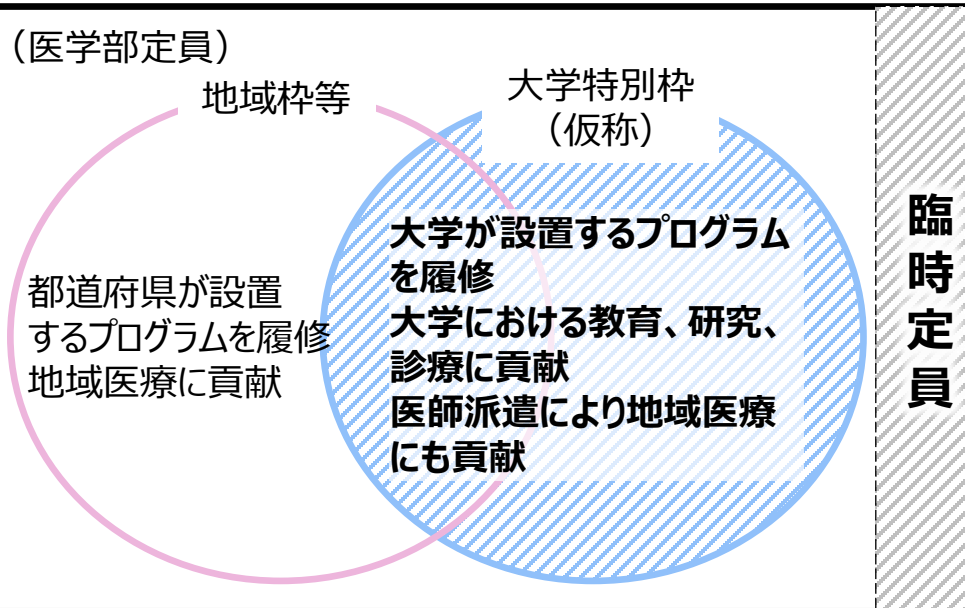 （医学部定員）
地域枠等
大学特別枠
（仮称）
都道府県が設置
するプログラムを履修
地域医療に貢献
大学が設置するプログラム
を履修
大学における教育、研究、
診療に貢献
医師派遣により地域医療
にも貢献
臨時定員